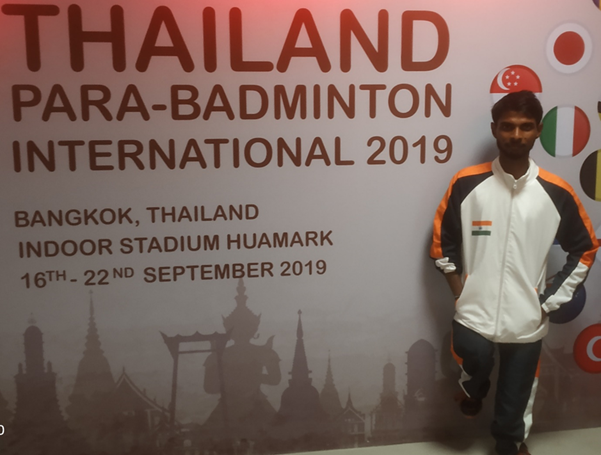 THAILAND
PARA-BADMINTON
INTERNATIONAL 2019
BANGKOK, THAILAND
INDOOR STADIUM HUAMARK
16TH - 22ND SEPTEMBER 2019